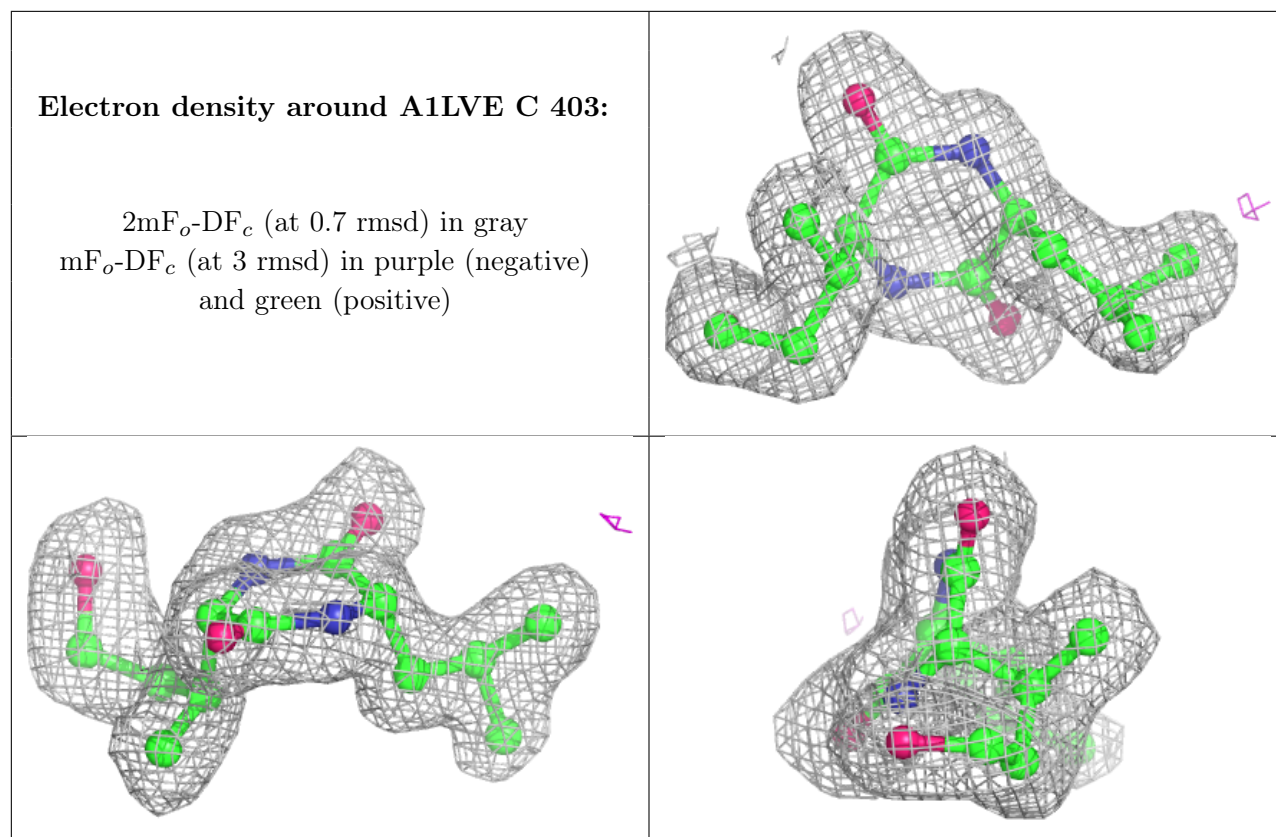 Electron density around A1LVE C 403:
2mFo-DFc (at 0.7 rmsd) in gray
mFo-DFc (at 3 rmsd) in purple (negative)
and green (positive)